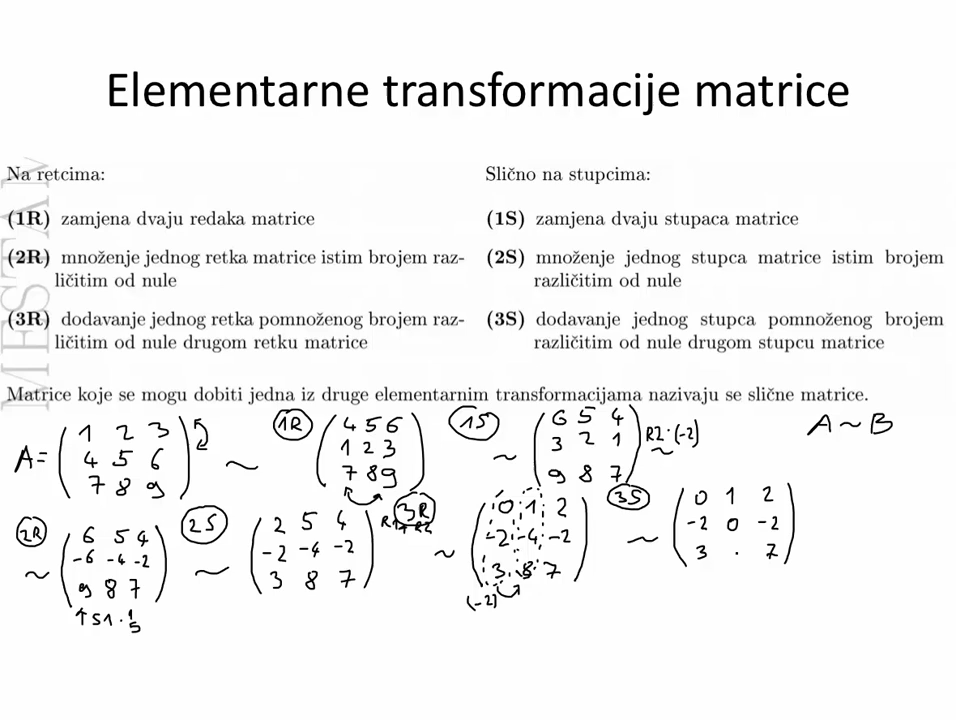 Elementarne transformacije matrice
Na retcima:
(1R) zamjena dvaju redaka matrice
(2R) množenje jednog retka matrice istim brojem raz-
ličitim od nule
(3R) dodavanje jednog retka pomnoženog brojem raz-
ličitim od nule drugom retku matrice
Slično na stupcima:
(1S) zamjena dvaju stupaca matrice
(2S) množenje jednog stupca matrice istim brojem
različitim od nule
(3S) dodavanje jednog stupca pomnoženog brojem
različitim od nule drugom stupcu matrice
Matrice koje se mogu dobiti jedna iz druge elementarnim transformacijama nazivaju se slične matrice.
A =
1 2 3
4 5 6
7 8 9
~
1R
4 5 6
1 2 3
7 8 9
1S
~
6 5 4
3 2 1
9 8 7
R2·(-2)
~
A ~ B
2R
~
6 5 4
-6 -4 -2
9 8 7
↑S1·
2S
~
2 5 4
-2 -4 -2
3 8 7
3R
R1+R2
~
0 1 2
-2 -4 -2
3 8 7
(-2)
3S
~
0 1 2
-2 0 -2
3 . 7